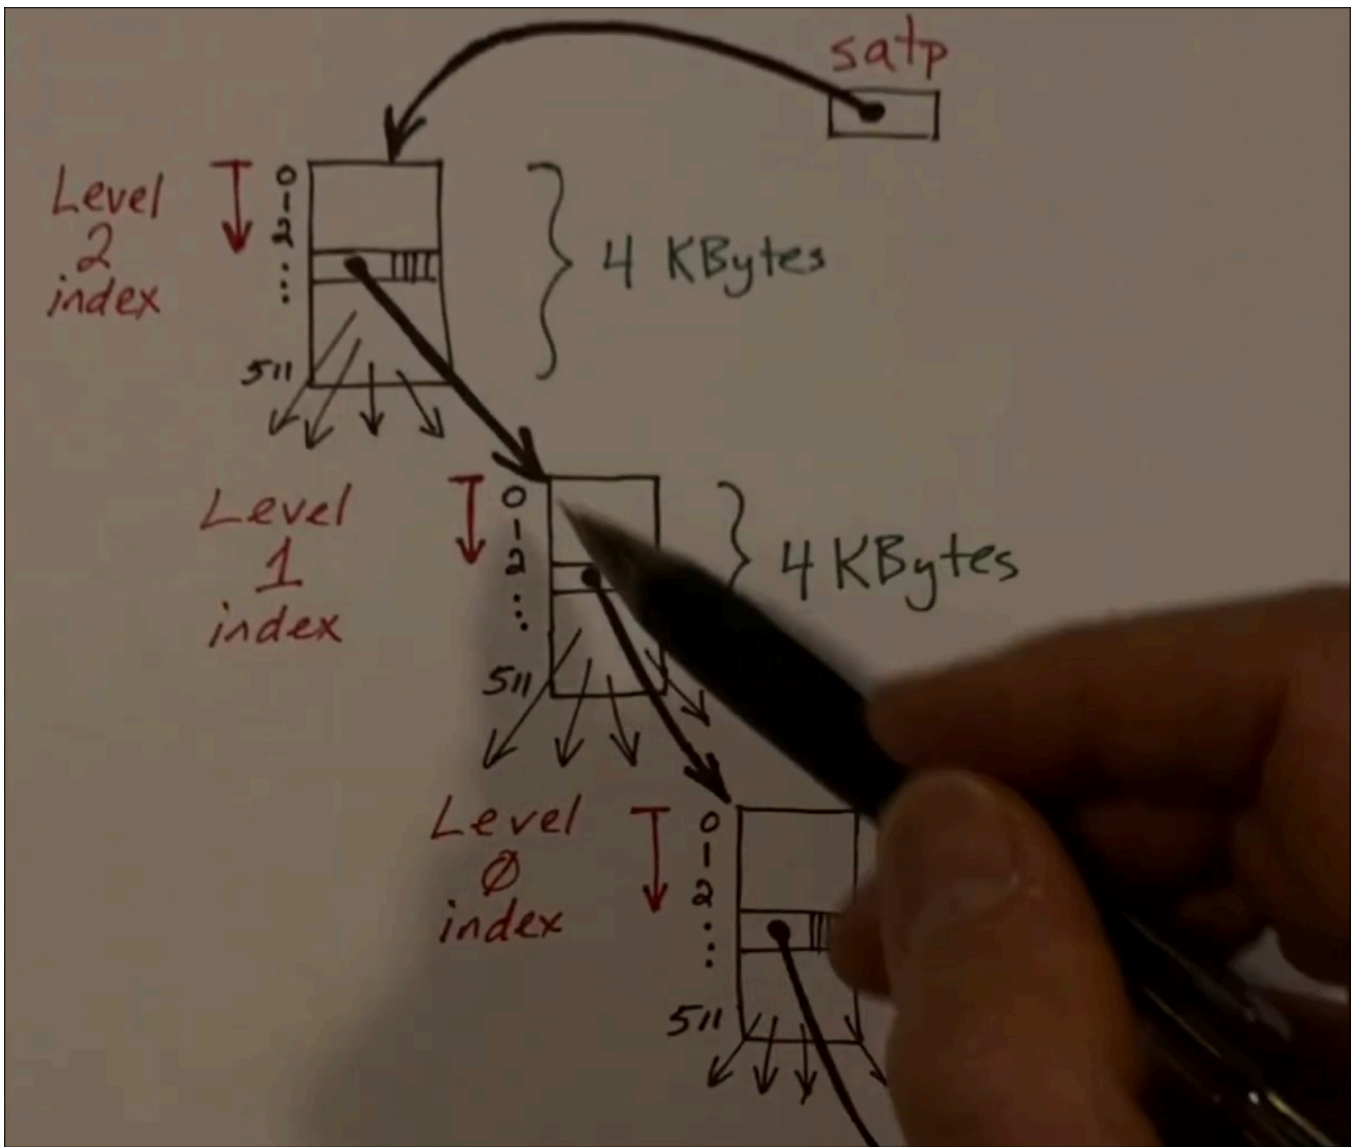 satp
Level
2
index
0
1
2
⋮
511
4 KBytes
Level
1
index
0
1
2
⋮
511
4 KBytes
Level
Ø
index
0
1
2
⋮
511